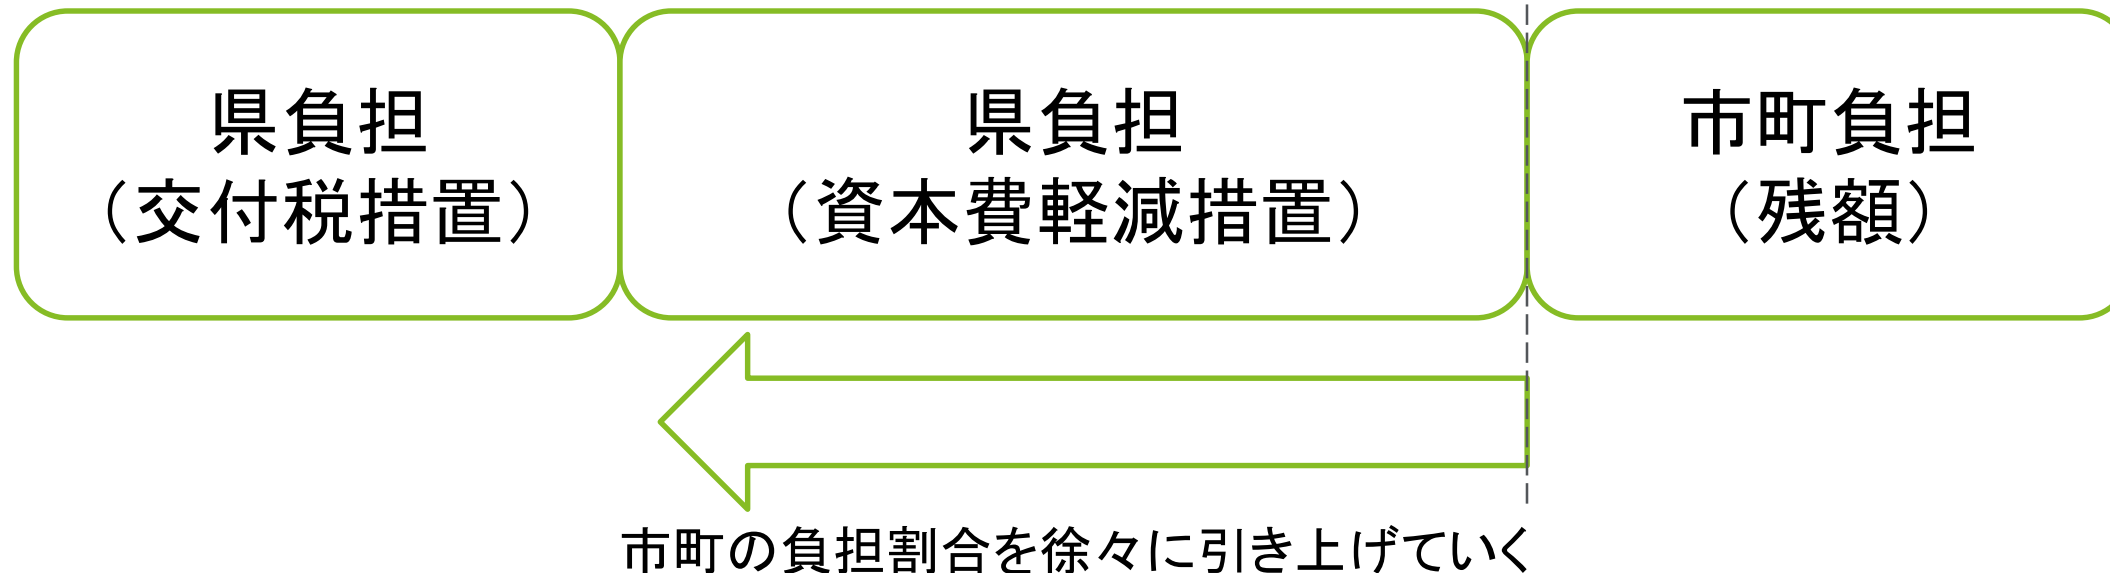 県負担
（交付税措置）
県負担
（資本費軽減措置）
市町負担
（残額）
市町の負担割合を徐々に引き上げていく